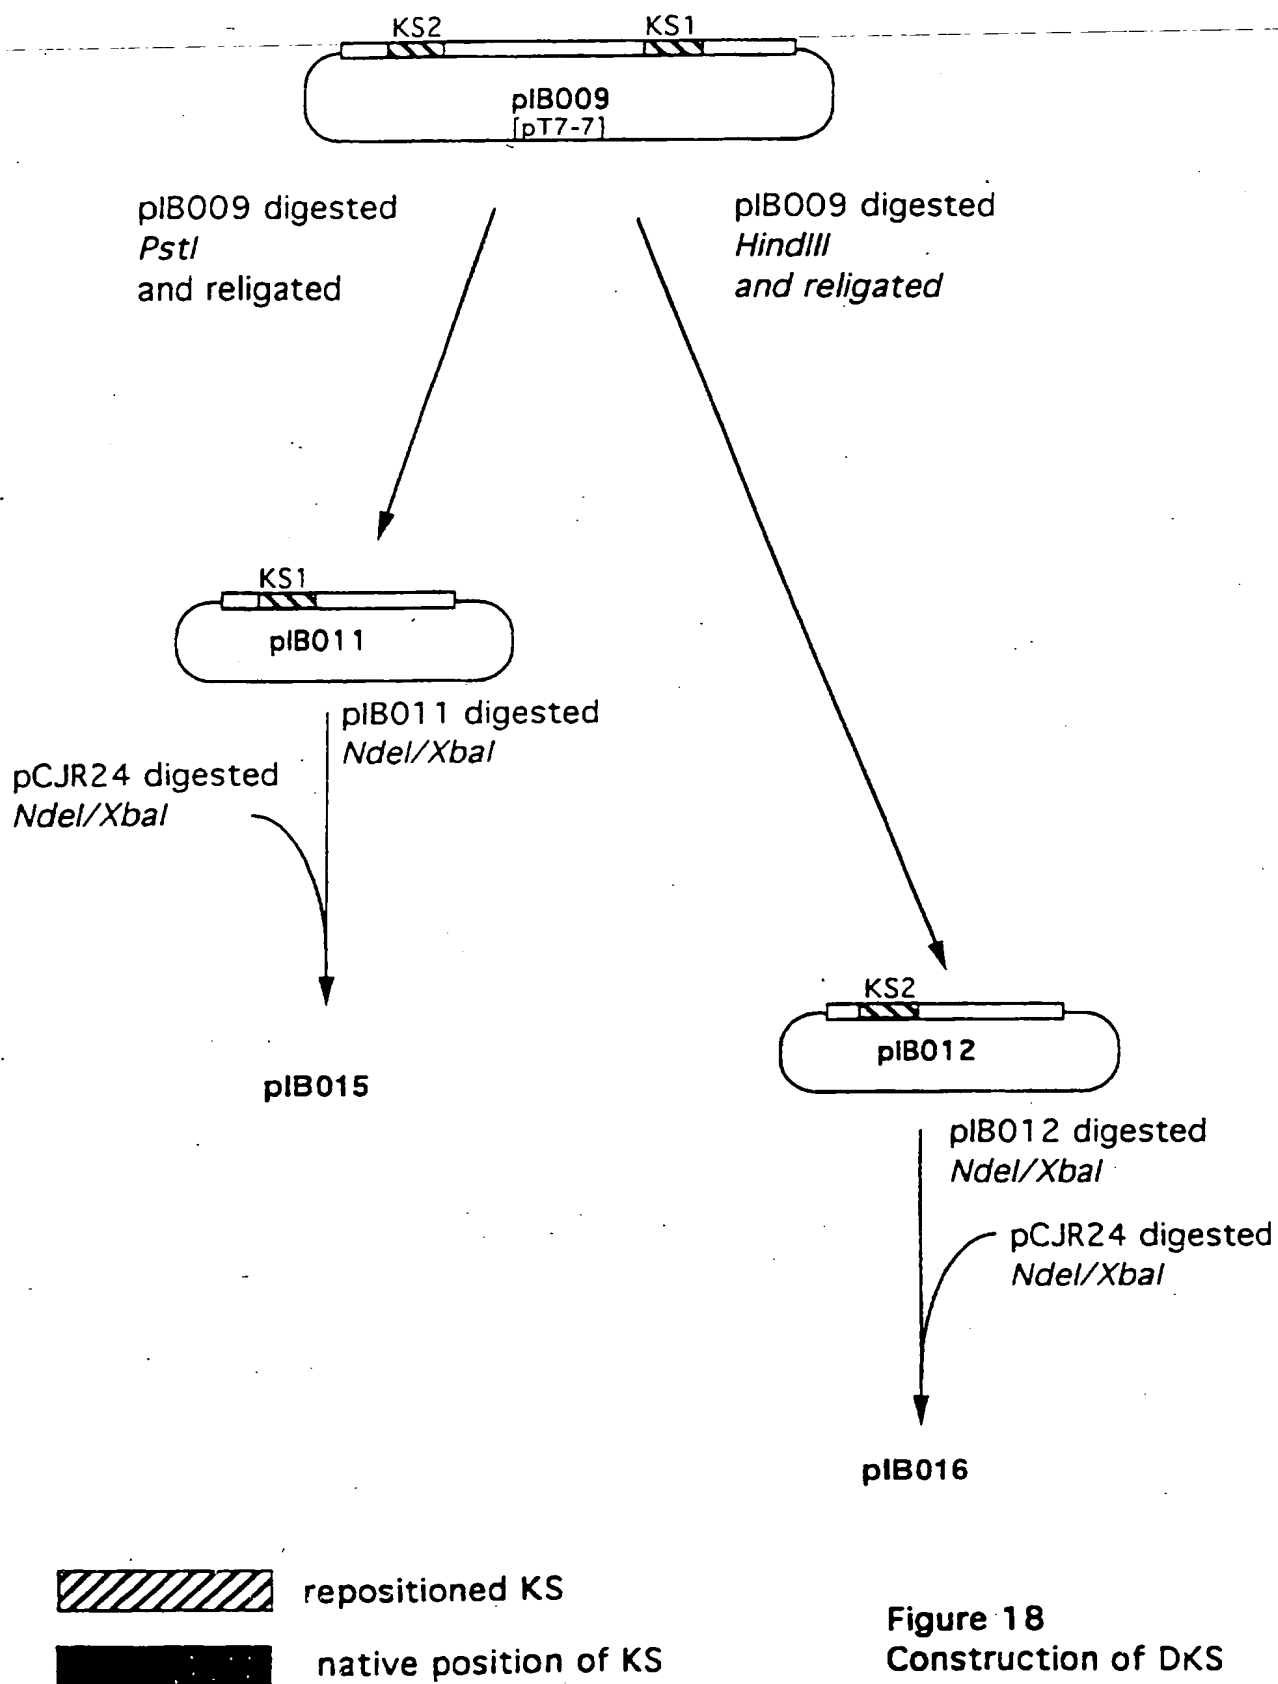 KS2 KS1
pIB009
[pT7-7]
pIB009 digested
PstI
and religated
pIB009 digested
HindIII
and religated
KS1
pIB011
pIB011 digested
NdeI/XbaI
pCJR24 digested
NdeI/XbaI
pIB015
KS2
pIB012
pIB012 digested
NdeI/XbaI
pCJR24 digested
NdeI/XbaI
pIB016
repositioned KS
native position of KS
Figure 18
Construction of DKS